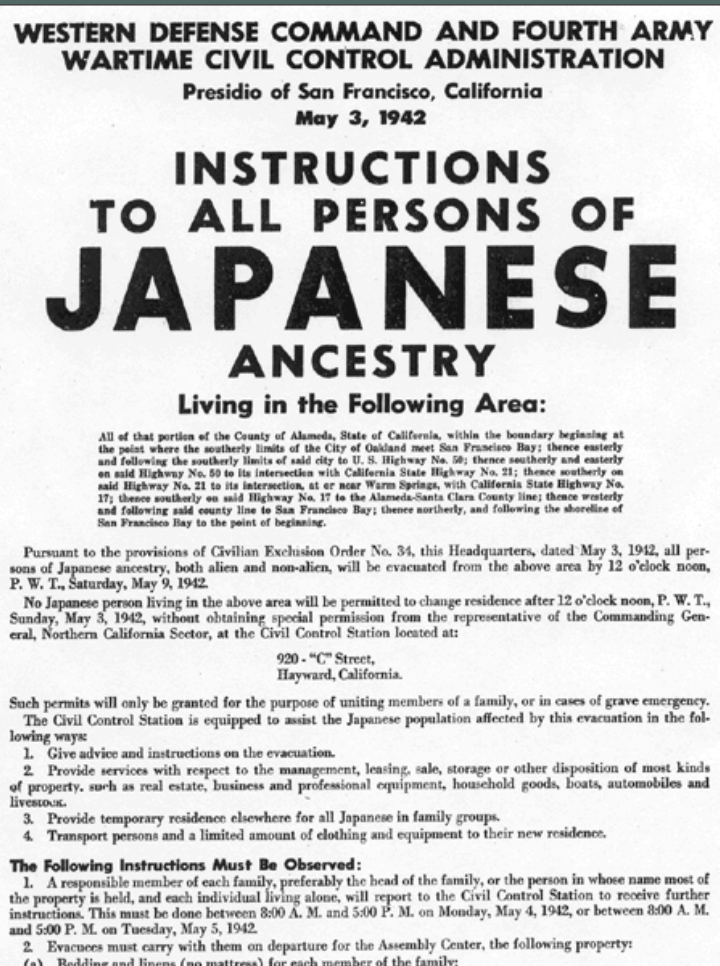 WESTERN DEFENSE COMMAND AND FOURTH ARMY
WARTIME CIVIL CONTROL ADMINISTRATION
Presidio of San Francisco, California
May 3, 1942
INSTRUCTIONS
TO ALL PERSONS OF
JAPANESE
ANCESTRY
Living in the Following Area:
All of that portion of the County of Alameda, State of California, within the boundary beginning at
the point where the southerly limits of the City of Oakland meet San Francisco Bay; thence easterly
and following the southerly limits of said city to U. S. Highway No. 50; thence southerly and easterly
on said Highway No. 50 to its intersection with California State Highway No. 21; thence southerly on
said Highway No. 21 to its intersection, at or near Warm Springs, with California State Highway No.
17; thence southerly on said Highway No. 17 to the Alameda-Santa Clara County line; thence westerly
and following said county line to San Francisco Bay; thence northerly, and following the shoreline of
San Francisco Bay to the point of beginning.
Pursuant to the provisions of Civilian Exclusion Order No. 34, this Headquarters, dated May 3, 1942, all per-
sons of Japanese ancestry, both alien and non-alien, will be evacuated from the above area by 12 o'clock noon,
P. W. T., Saturday, May 9, 1942.
No Japanese person living in the above area will be permitted to change residence after 12 o'clock noon, P. W. T.,
Sunday, May 3, 1942, without obtaining special permission from the representative of the Commanding Gen-
eral, Northern California Sector, at the Civil Control Station located at:
920 - "C" Street,
Hayward, California.
Such permits will only be granted for the purpose of uniting members of a family, or in cases of grave emergency.
The Civil Control Station is equipped to assist the Japanese population affected by this evacuation in the fol-
lowing ways:
1. Give advice and instructions on the evacuation.
2. Provide services with respect to the management, leasing, sale, storage or other disposition of most kinds
of property, such as real estate, business and professional equipment, household goods, boats, automobiles and
livestock.
3. Provide temporary residence elsewhere for all Japanese in family groups.
4. Transport persons and a limited amount of clothing and equipment to their new residence.
The Following Instructions Must Be Observed:
1. A responsible member of each family, preferably the head of the family, or the person in whose name most of
the property is held, and each individual living alone, will report to the Civil Control Station to receive further
instructions. This must be done between 8:00 A. M. and 5:00 P. M. on Monday, May 4, 1942, or between 8:00 A. M.
and 5:00 P. M. on Tuesday, May 5, 1942.
2. Evacuees must carry with them on departure for the Assembly Center, the following property:
(a) Bedding and linens (no mattress) for each member of the family;